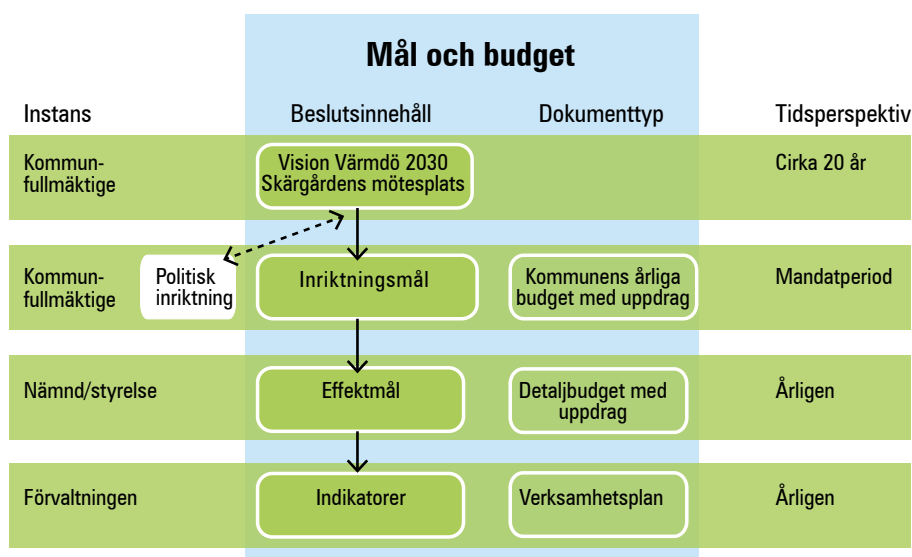 Mål och budget
Instans
Beslutsinnehåll
Dokumenttyp
Tidsperspektiv
Kommun-
fullmäktige
Vision Värmdö 2030
Skärgårdens mötesplats
Cirka 20 år
Kommun-
fullmäktige
Politisk
inriktning
Inriktningsmål
Kommunens årliga
budget med uppdrag
Mandatperiod
Nämnd/styrelse
Effektmål
Detaljbudget med
uppdrag
Årligen
Förvaltningen
Indikatorer
Verksamhetsplan
Årligen